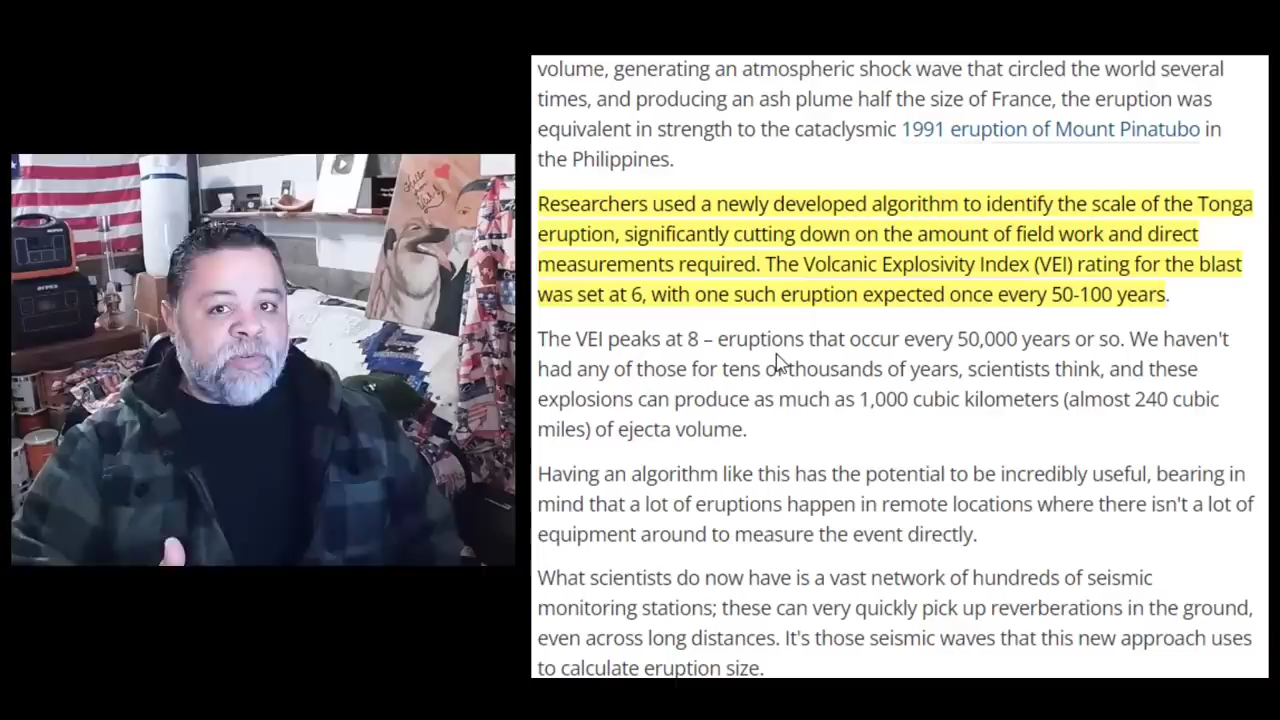 volume, generating an atmospheric shock wave that circled the world several
times, and producing an ash plume half the size of France, the eruption was
equivalent in strength to the cataclysmic 1991 eruption of Mount Pinatubo in
the Philippines.
Researchers used a newly developed algorithm to identify the scale of the Tonga
eruption, significantly cutting down on the amount of field work and direct
measurements required. The Volcanic Explosivity Index (VEI) rating for the blast
was set at 6, with one such eruption expected once every 50-100 years.
The VEI peaks at 8 – eruptions that occur every 50,000 years or so. We haven't
had any of those for tens of thousands of years, scientists think, and these
explosions can produce as much as 1,000 cubic kilometers (almost 240 cubic
miles) of ejecta volume.
Having an algorithm like this has the potential to be incredibly useful, bearing in
mind that a lot of eruptions happen in remote locations where there isn't a lot of
equipment around to measure the event directly.
What scientists do now have is a vast network of hundreds of seismic
monitoring stations; these can very quickly pick up reverberations in the ground,
even across long distances. It's those seismic waves that this new approach uses
to calculate eruption size.